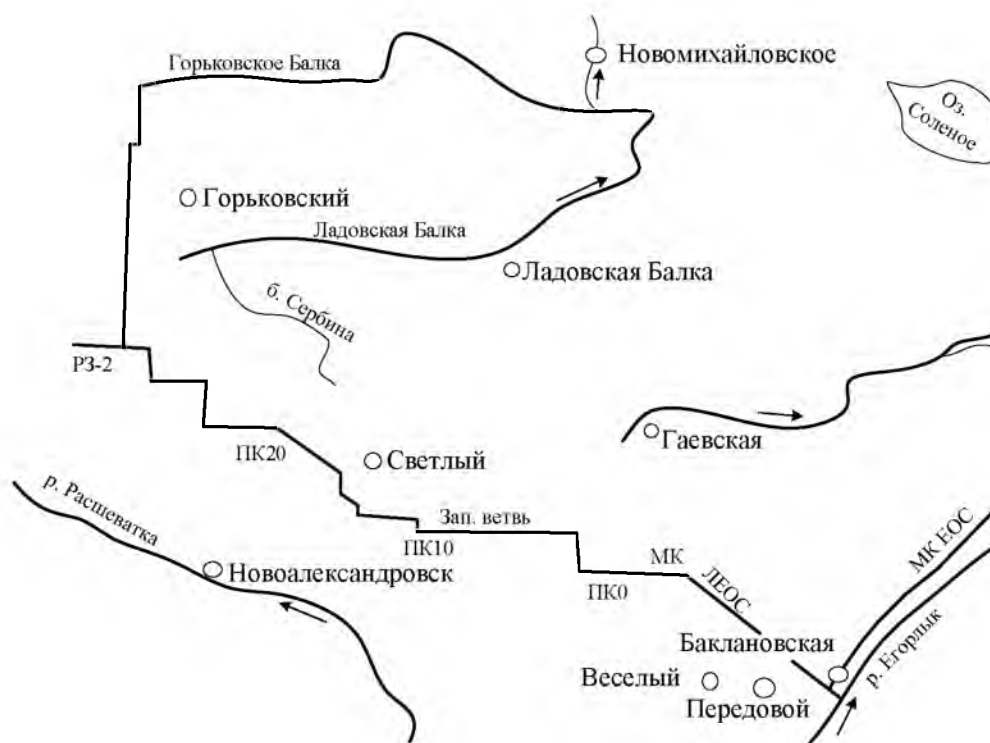 Новомихайловское
Горьковское Балка
Оз.
Соленое
Горьковский
Ладовская Балка
Ладовская Балка
б. Сербина
РЗ-2
Гаевская
ПК20
Светлый
р. Расшеватка
Зап. ветвь
МК ЕОС
ПК10
МК
Новоалександровск
ПК0
ЛЕОС
Баклановская
р. Егорлык
Веселый
Передовой